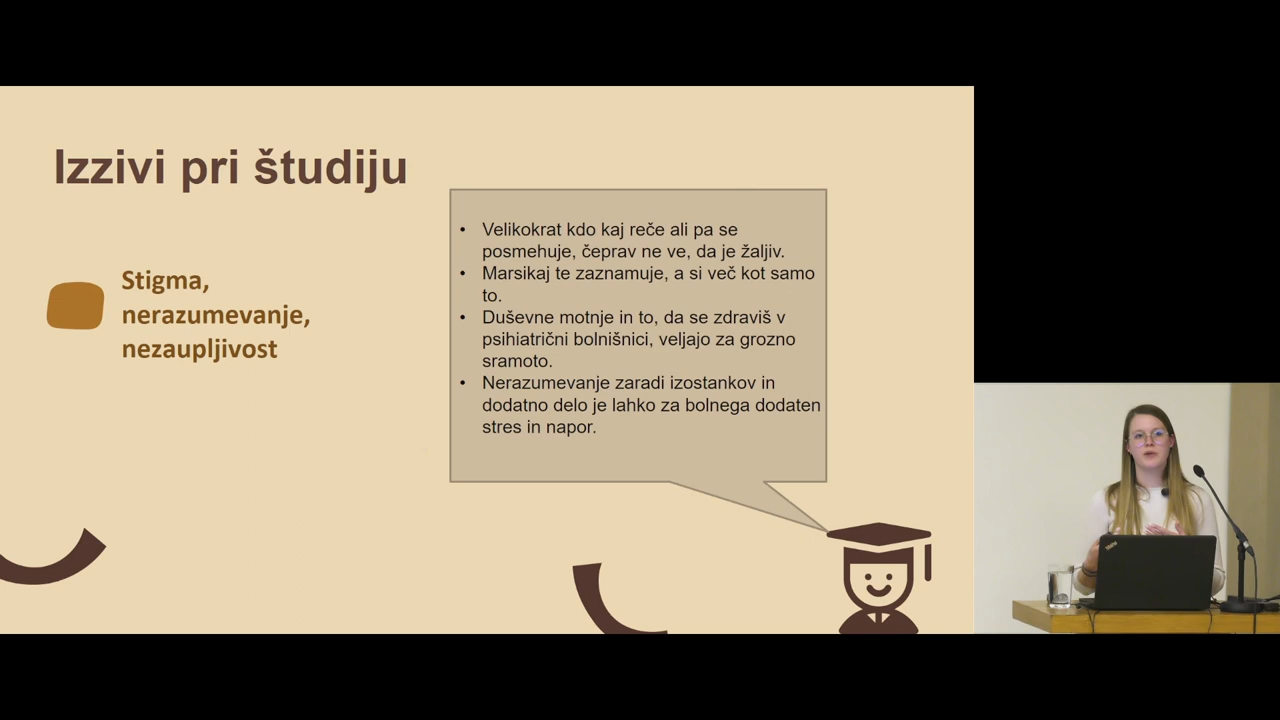 Izzivi pri študiju
Stigma,
nerazumevanje,
nezaupljivost
• Velikokrat kdo kaj reče ali pa se
posmehuje, čeprav ne ve, da je žaljiv.
• Marsikaj te zaznamuje, a si več kot samo
to.
• Duševne motnje in to, da se zdraviš v
psihiatrični bolnišnici, veljajo za grozno
sramoto.
• Nerazumevanje zaradi izostankov in
dodatno delo je lahko za bolnega dodaten
stres in napor.